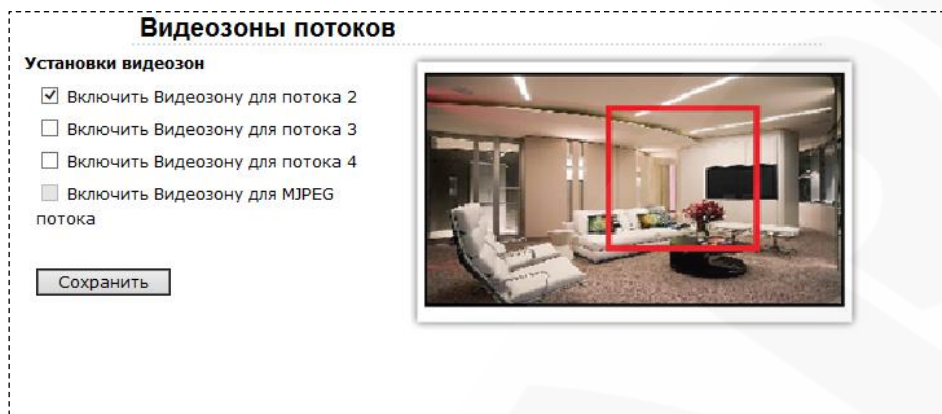 Видеозоны потоков
Установки видеозон
Включить Видеозону для потока 2
Включить Видеозону для потока 3
Включить Видеозону для потока 4
Включить Видеозону для MJPEG
потока
Сохранить